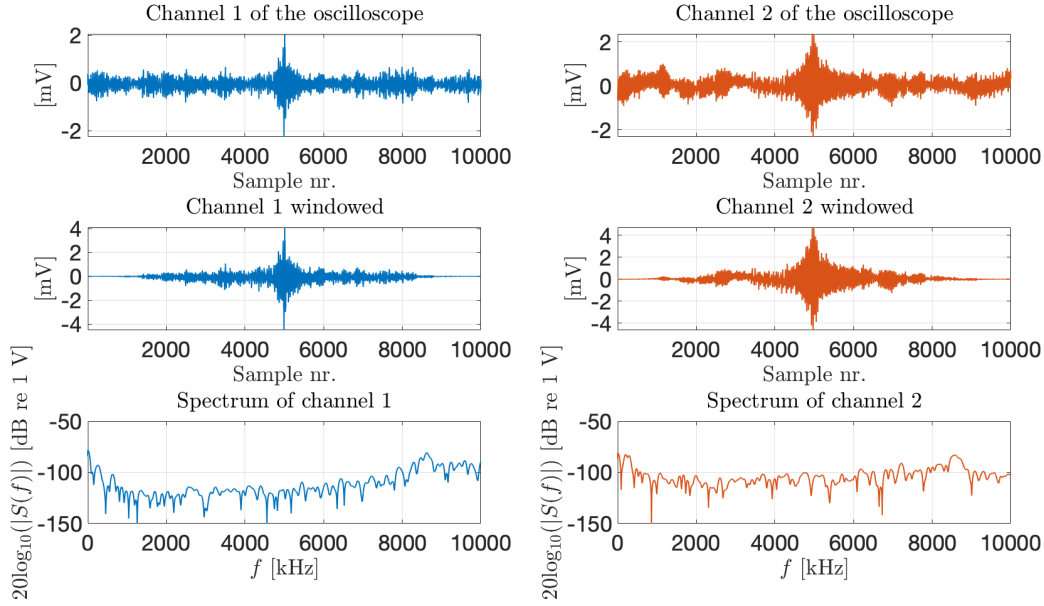 Channel 1 of the oscilloscope
2
0
-2
[mV]
2000 4000 6000 8000 10000
Sample nr.
Channel 2 of the oscilloscope
2
0
-2
[mV]
2000 4000 6000 8000 10000
Sample nr.
Channel 1 windowed
4
2
0
-2
-4
[mV]
2000 4000 6000 8000 10000
Sample nr.
Channel 2 windowed
4
2
0
-2
-4
[mV]
2000 4000 6000 8000 10000
Sample nr.
Spectrum of channel 1
-50
-100
-150
20log₁₀(|S(f)|) [dB re 1 V]
0 2000 4000 6000 8000 10000
f [kHz]
Spectrum of channel 2
-50
-100
-150
20log₁₀(|S(f)|) [dB re 1 V]
0 2000 4000 6000 8000 10000
f [kHz]